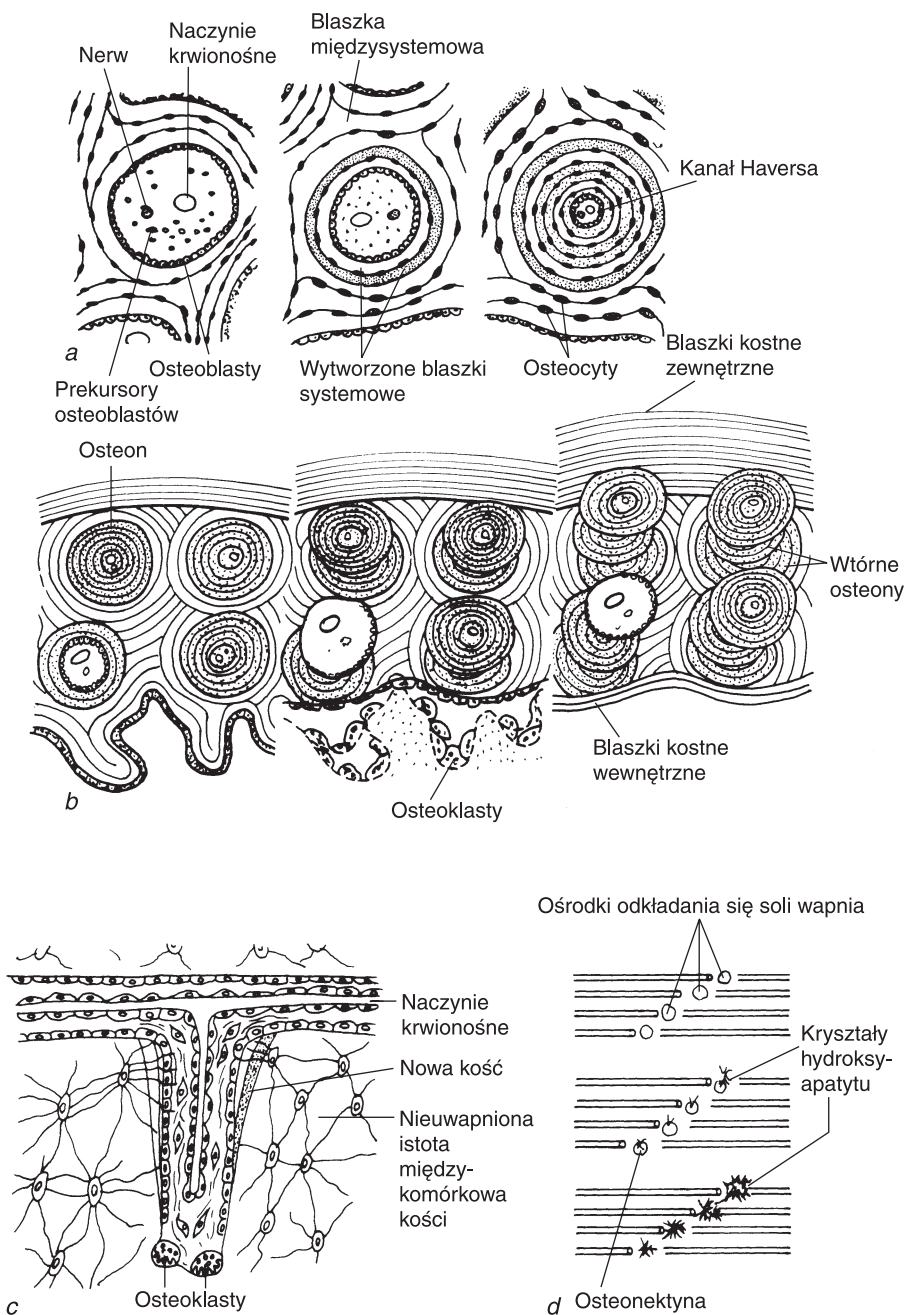 Nerw
Naczynie
krwionośne
Blaszka
międzysystemowa
Kanał Haversa
a
Prekursory
osteoblastów
Osteoblasty
Wytworzone blaszki
systemowe
Osteocyty
Blaszki kostne
zewnętrzne
Osteon
Wtórne
osteony
Blaszki kostne
wewnętrzne
Osteoklasty
b
Naczynie
krwionośne
Nowa kość
Nieuwapniona
istota
między-
komórkowa
kości
Osteoklasty
c
Ośrodki odkładania się soli wapnia
Kryształy
hydroksy-
apatytu
d
Osteonektyna